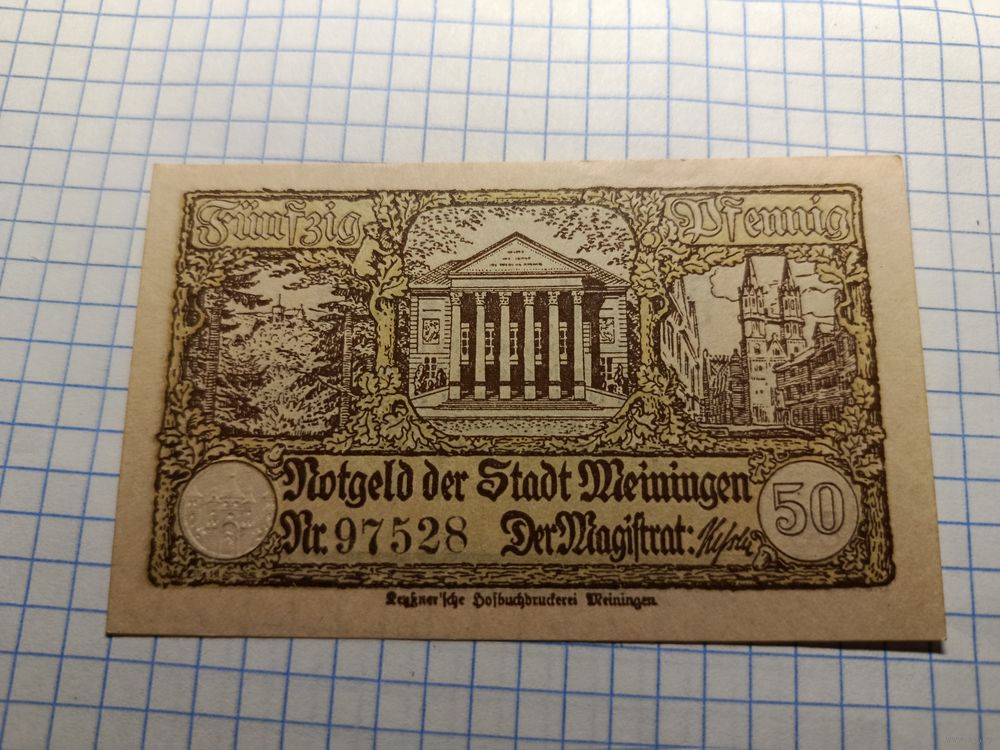 Fünfzig Pfennig
Notgeld der Stadt Meiningen
Nr. 97528 Der Magistrat:
50
Keyßner'sche Hofbuchdruckerei Meiningen.